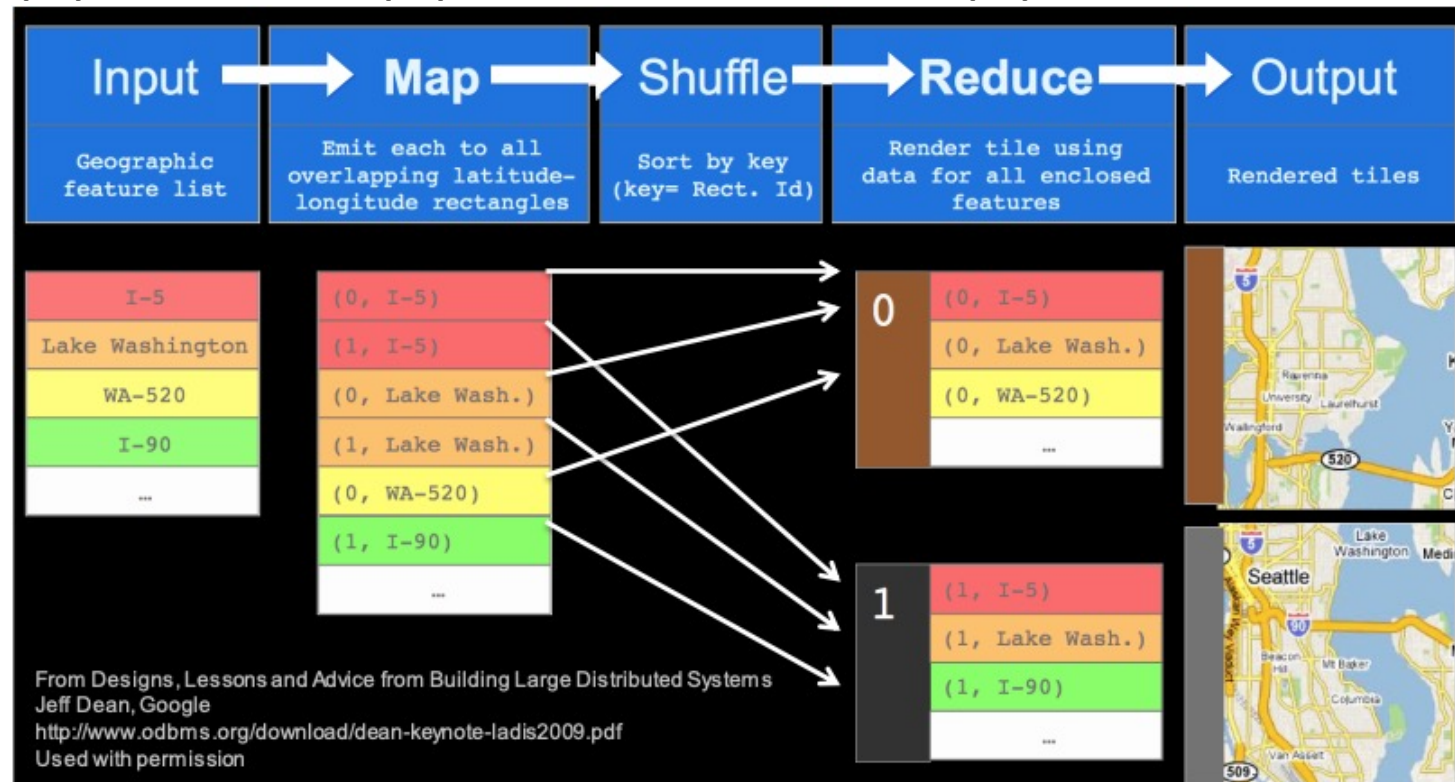 Input
Map
Shuffle
Reduce
Output
Geographic
feature list
Emit each to all
overlapping latitude-
longitude rectangles
Sort by key
(key= Rect. Id)
Render tile using
data for all enclosed
features
Rendered tiles
I-5
Lake Washington
WA-520
I-90
…
(0, I-5)
(1, I-5)
(0, Lake Wash.)
(1, Lake Wash.)
(0, WA-520)
(1, I-90)
…
0
(0, I-5)
(0, Lake Wash.)
(0, WA-520)
…
1
(1, I-5)
(1, Lake Wash.)
(1, I-90)
…
5
Ravenna
University
Laurelhurst
Wallingford
520
5
Lake
Washington
Medi
Seattle
90
Beacon
Hill
Mt Baker
Columbia
Van Asselt
509
From Designs, Lessons and Advice from Building Large Distributed Systems
Jeff Dean, Google
http://www.odbms.org/download/dean-keynote-ladis2009.pdf
Used with permission